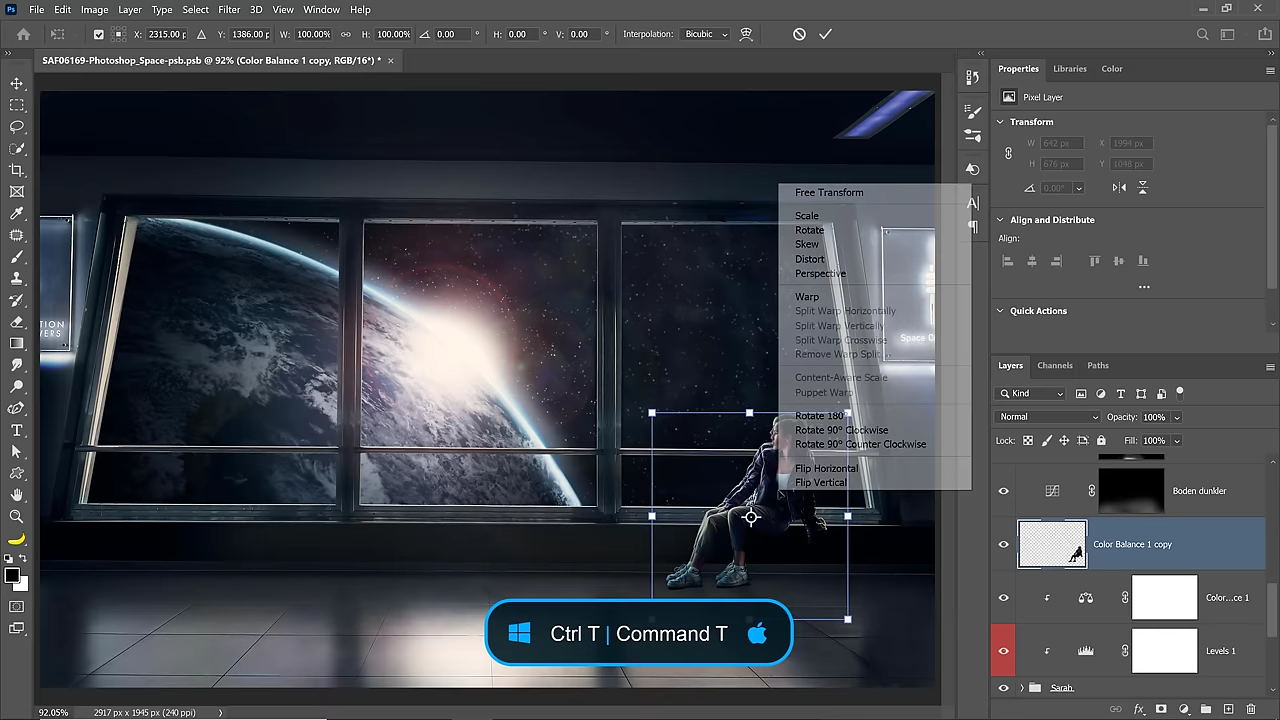 Ps File Edit Image Layer Type Select Filter 3D View Window Help
X: 2315.00 p Y: 1386.00 p W: 100.00% H: 100.00% 0.00 ° H: 0.00 ° V: 0.00 ° Interpolation: Bicubic
SAF06169-Photoshop_Space-psb.psb @ 92% (Color Balance 1 copy, RGB/16*) * ×
Properties Libraries Color
Pixel Layer
Transform
W 642 px X 1994 px
H 676 px Y 1048 px
0.00°
Align and Distribute
Align:
Quick Actions
Free Transform
Scale
Rotate
Skew
Distort
Perspective
Warp
Split Warp Horizontally
Split Warp Vertically
Split Warp Crosswise
Remove Warp Split
Content-Aware Scale
Puppet Warp
Rotate 180°
Rotate 90° Clockwise
Rotate 90° Counter Clockwise
Flip Horizontal
Flip Vertical
TION
VERS
Space C
Ctrl T | Command T
Layers Channels Paths
Kind
Normal Opacity: 100%
Lock: Fill: 100%
Boden dunkler
Color Balance 1 copy
Color...ce 1
Levels 1
Sarah
fx
92.05% 2917 px x 1945 px (240 ppi)